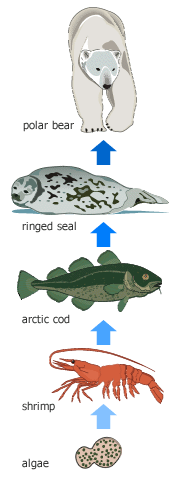 polar bear
ringed seal
arctic cod
shrimp
algae